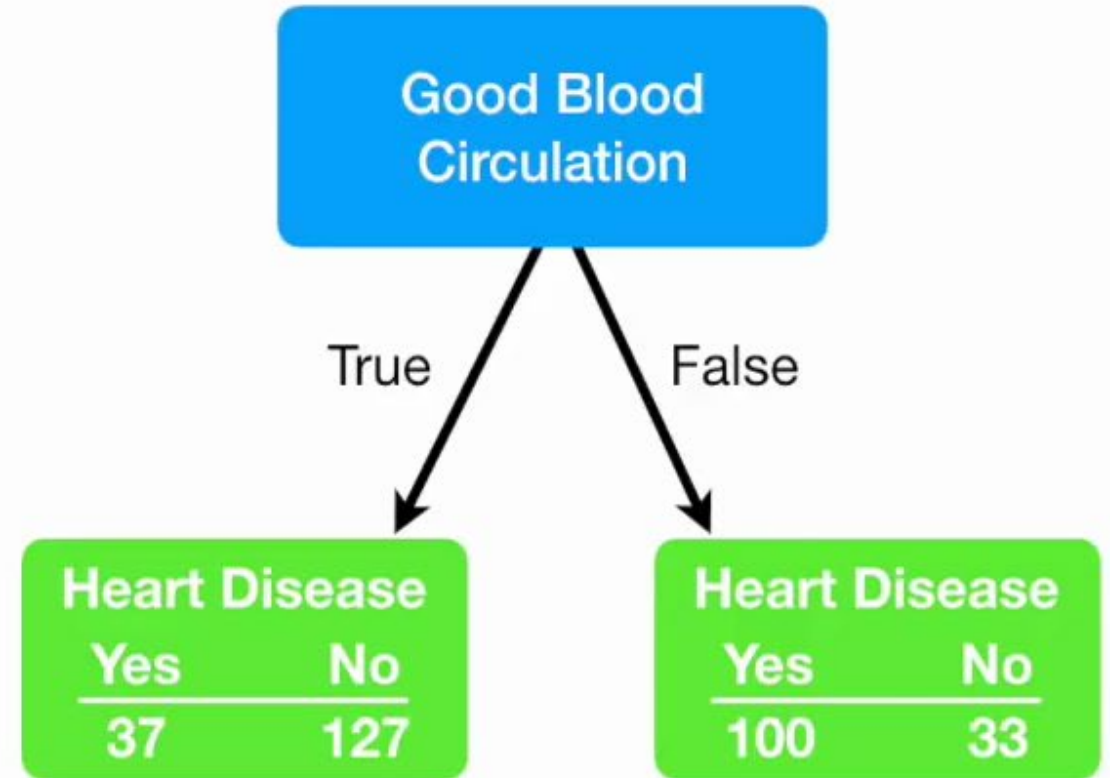 Good Blood
Circulation
True
False
Heart Disease
Yes No
37 127
Heart Disease
Yes No
100 33